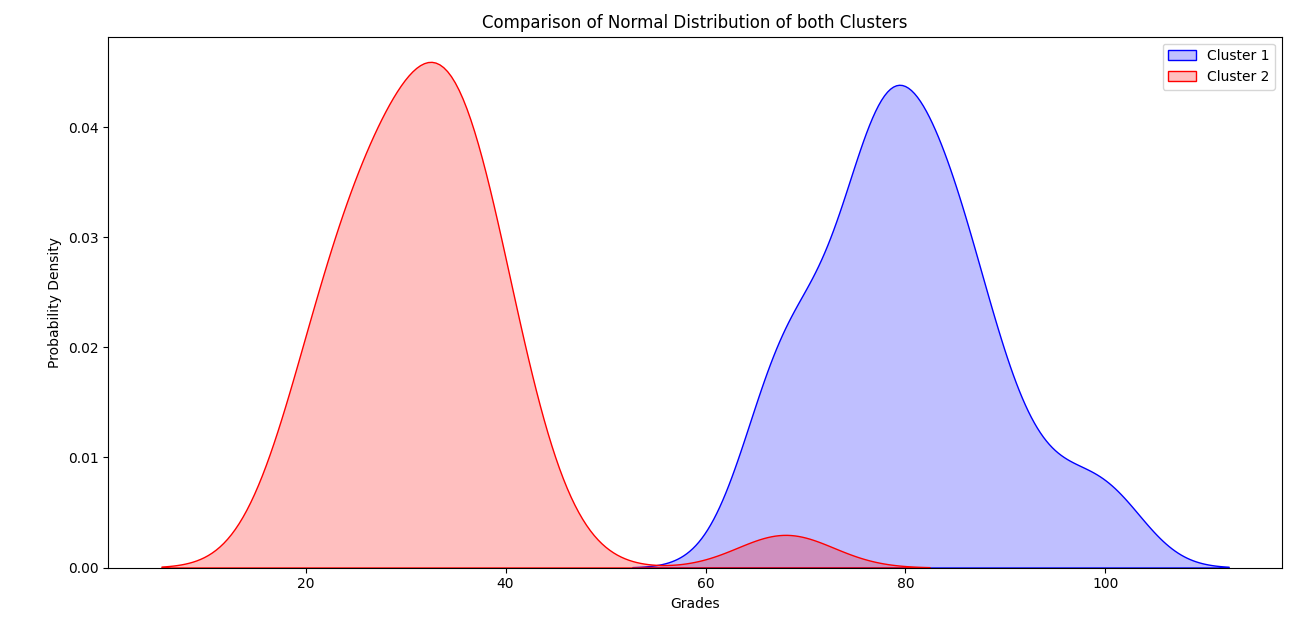 Comparison of Normal Distribution of both Clusters
Cluster 1
Cluster 2
Probability Density
0.04
0.03
0.02
0.01
0.00
20 40 60 80 100
Grades